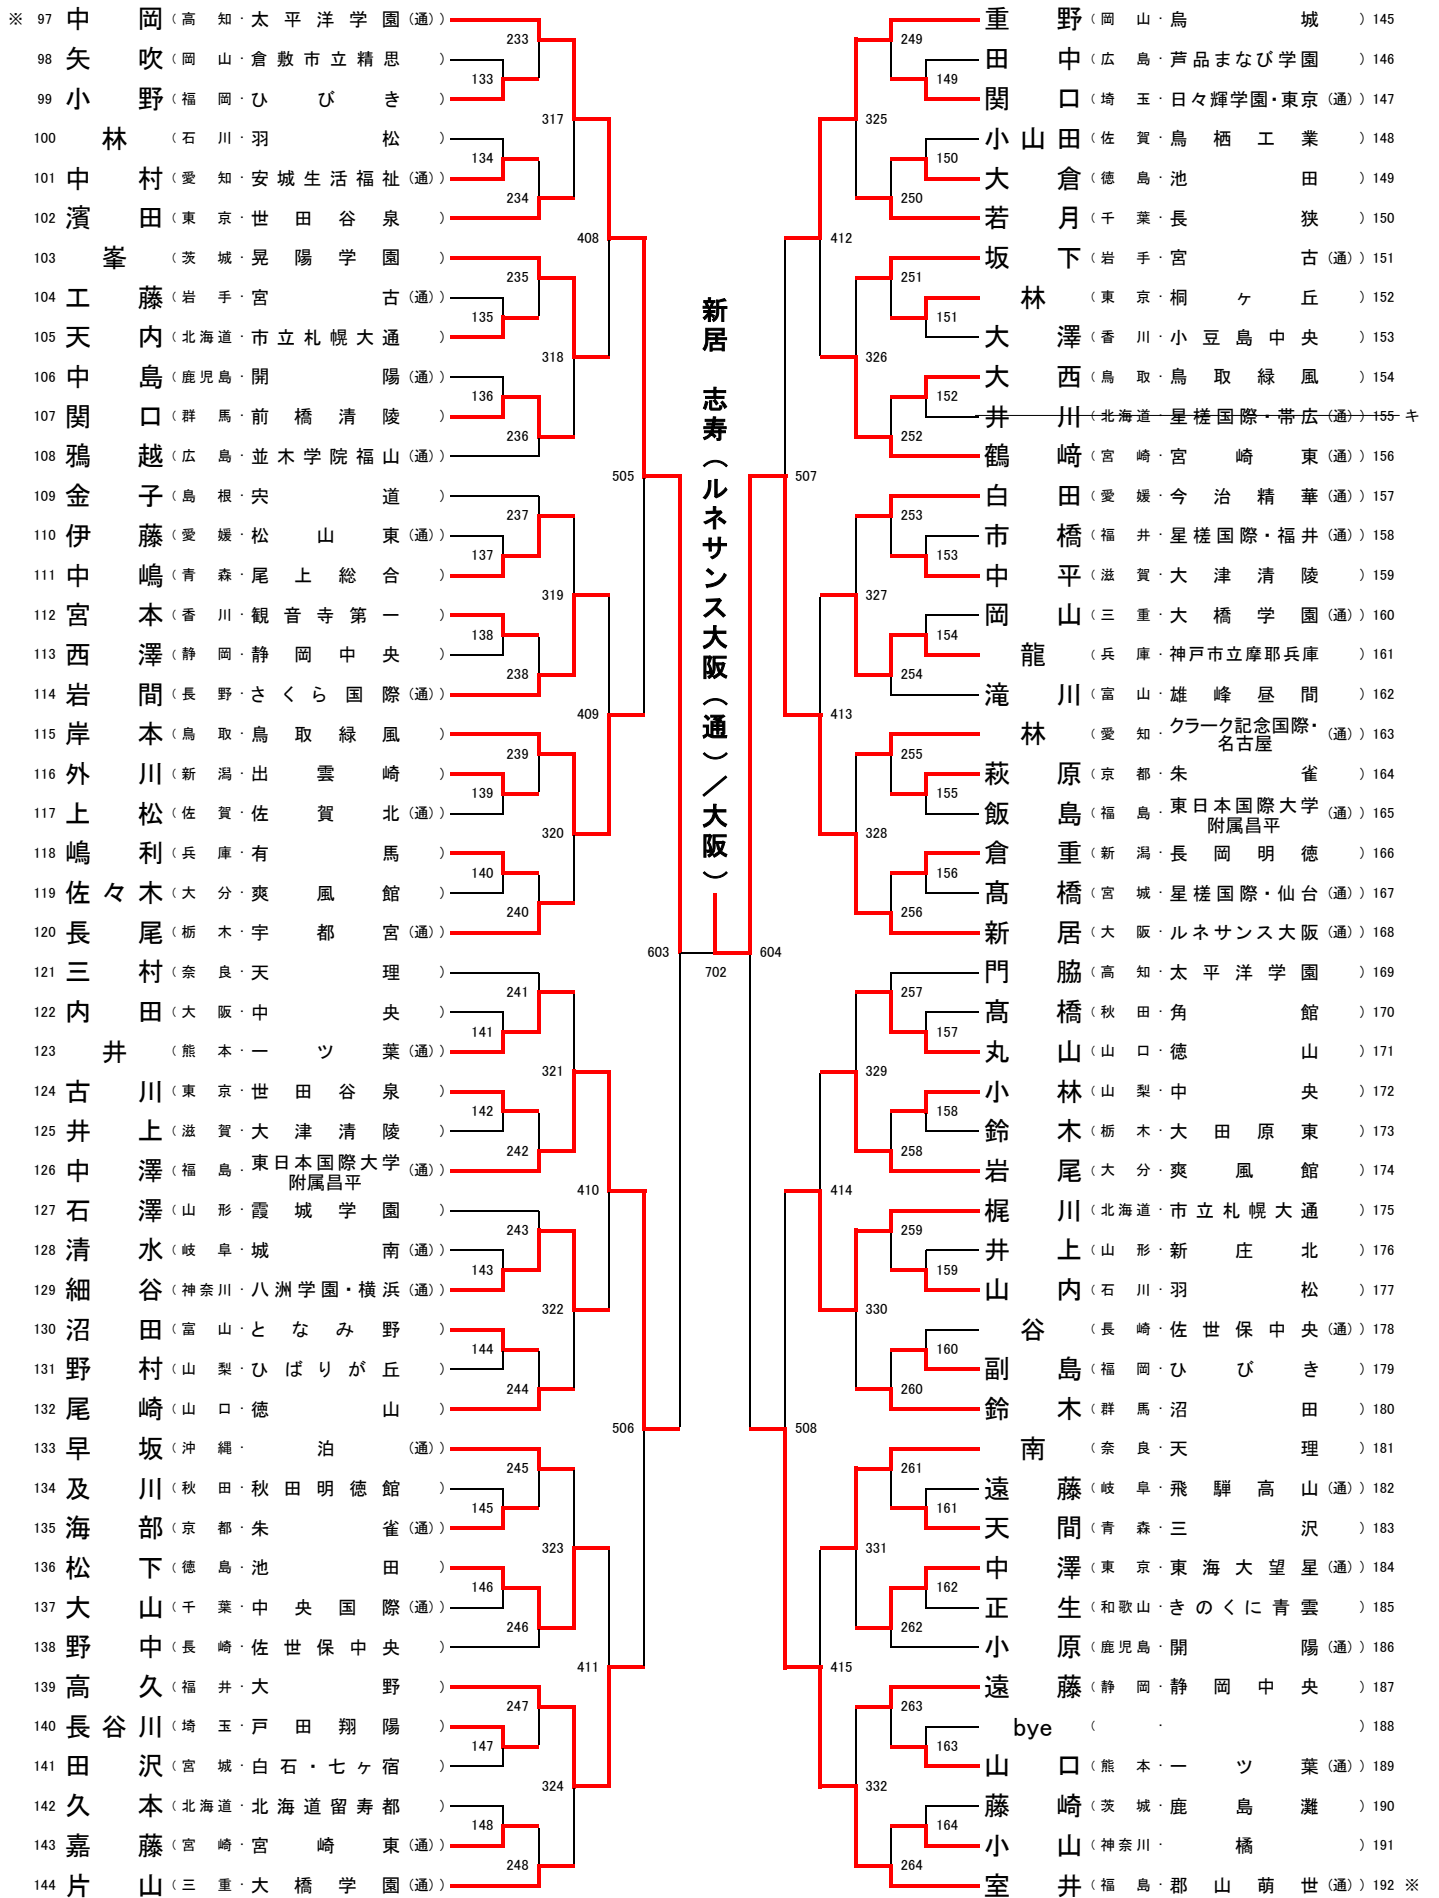 ※ 97 中岡 (高知・太平洋学園(通))
98 矢吹 (岡山・倉敷市立精思)
99 小野 (福岡・ひびき)
100 林 (石川・羽松)
101 中村 (愛知・安城生活福祉(通))
102 濱田 (東京・世田谷泉)
103 峯 (茨城・晃陽学園)
104 工藤 (岩手・宮古(通))
105 天内 (北海道・市立札幌大通)
106 中島 (鹿児島・開陽(通))
107 関口 (群馬・前橋清陵)
108 鴉越 (広島・並木学院福山(通))
109 金子 (島根・宍道)
110 伊藤 (愛媛・松山東(通))
111 中嶋 (青森・尾上総合)
112 宮本 (香川・観音寺第一)
113 西澤 (静岡・静岡中央)
114 岩間 (長野・さくら国際(通))
115 岸本 (鳥取・鳥取緑風)
116 外川 (新潟・出雲崎)
117 上松 (佐賀・佐賀北(通))
118 嶋利 (兵庫・有馬)
119 佐々木 (大分・爽風館)
120 長尾 (栃木・宇都宮(通))
121 三村 (奈良・天理)
122 内田 (大阪・中央)
123 井 (熊本・一ツ葉(通))
124 古川 (東京・世田谷泉)
125 井上 (滋賀・大津清陵)
126 中澤 (福島・東日本国際大学附属昌平(通))
127 石澤 (山形・霞城学園)
128 清水 (岐阜・城南(通))
129 細谷 (神奈川・八洲学園・横浜(通))
130 沼田 (富山・となみ野)
131 野村 (山梨・ひばりが丘)
132 尾崎 (山口・徳山)
133 早坂 (沖縄・泊(通))
134 及川 (秋田・秋田明徳館)
135 海部 (京都・朱雀(通))
136 松下 (徳島・池田)
137 大山 (千葉・中央国際(通))
138 野中 (長崎・佐世保中央)
139 高久 (福井・大野)
140 長谷川 (埼玉・戸田翔陽)
141 田沢 (宮城・白石・七ヶ宿)
142 久本 (北海道・北海道留寿都)
143 嘉藤 (宮崎・宮崎東(通))
144 片山 (三重・大橋学園(通))
133
134
135
136
137
138
139
140
141
142
143
144
145
146
147
148
233
234
235
236
237
238
239
240
241
242
243
244
245
246
247
248
317
318
319
320
321
322
323
324
408
409
410
411
505
506
603
新居 志寿(ルネサンス大阪(通)/大阪)
702
604
507
508
412
413
414
415
325
326
327
328
329
330
331
332
249
250
251
252
253
254
255
256
257
258
259
260
261
262
263
264
149
150
151
152
153
154
155
156
157
158
159
160
161
162
163
164
重野 (岡山・烏城) 145
田中 (広島・芦品まなび学園) 146
関口 (埼玉・日々輝学園・東京(通)) 147
小山田 (佐賀・鳥栖工業) 148
大倉 (徳島・池田) 149
若月 (千葉・長狭) 150
坂下 (岩手・宮古(通)) 151
林 (東京・桐ヶ丘) 152
大澤 (香川・小豆島中央) 153
大西 (鳥取・鳥取緑風) 154
井川 (北海道・星槎国際・帯広(通)) 155 キ
鶴﨑 (宮崎・宮崎東(通)) 156
白田 (愛媛・今治精華(通)) 157
市橋 (福井・星槎国際・福井(通)) 158
中平 (滋賀・大津清陵) 159
岡山 (三重・大橋学園(通)) 160
龍 (兵庫・神戸市立摩耶兵庫) 161
滝川 (富山・雄峰昼間) 162
林 (愛知・クラーク記念国際・名古屋(通)) 163
萩原 (京都・朱雀) 164
飯島 (福島・東日本国際大学附属昌平(通)) 165
倉重 (新潟・長岡明徳) 166
髙橋 (宮城・星槎国際・仙台(通)) 167
新居 (大阪・ルネサンス大阪(通)) 168
門脇 (高知・太平洋学園) 169
髙橋 (秋田・角館) 170
丸山 (山口・徳山) 171
小林 (山梨・中央) 172
鈴木 (栃木・大田原東) 173
岩尾 (大分・爽風館) 174
梶川 (北海道・市立札幌大通) 175
井上 (山形・新庄北) 176
山内 (石川・羽松) 177
谷 (長崎・佐世保中央(通)) 178
副島 (福岡・ひびき) 179
鈴木 (群馬・沼田) 180
南 (奈良・天理) 181
遠藤 (岐阜・飛騨高山(通)) 182
天間 (青森・三沢) 183
中澤 (東京・東海大望星(通)) 184
正生 (和歌山・きのくに青雲) 185
小原 (鹿児島・開陽(通)) 186
遠藤 (静岡・静岡中央) 187
bye (・) 188
山口 (熊本・一ツ葉(通)) 189
藤崎 (茨城・鹿島灘) 190
小山 (神奈川・橘) 191
室井 (福島・郡山萌世(通)) 192 ※